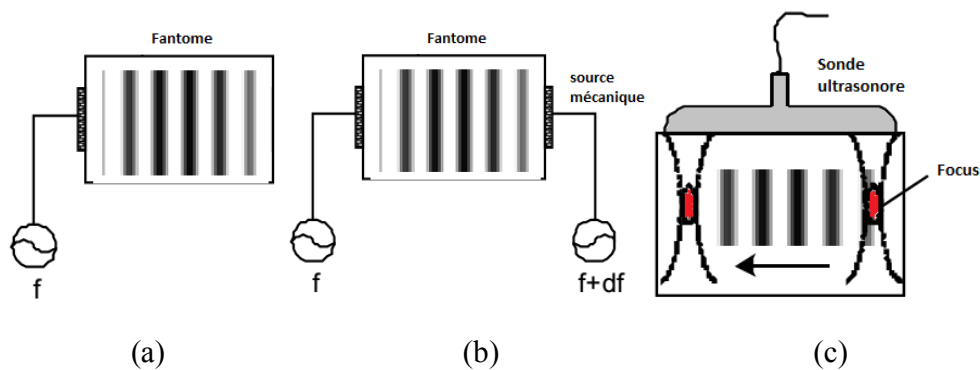 Fantome
f
(a)
Fantome
source
mécanique
f
f+df
(b)
Sonde
ultrasonore
Focus
(c)